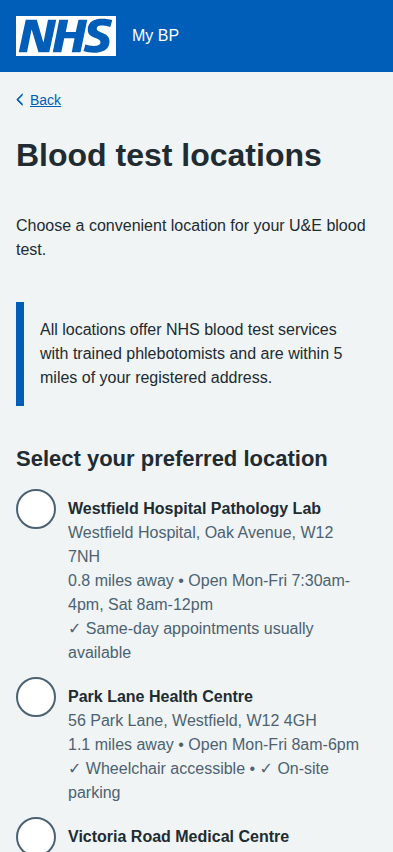 NHS My BP
Back
Blood test locations
Choose a convenient location for your U&E blood
test.
All locations offer NHS blood test services
with trained phlebotomists and are within 5
miles of your registered address.
Select your preferred location
Westfield Hospital Pathology Lab
Westfield Hospital, Oak Avenue, W12
7NH
0.8 miles away • Open Mon-Fri 7:30am-
4pm, Sat 8am-12pm
✓ Same-day appointments usually
available
Park Lane Health Centre
56 Park Lane, Westfield, W12 4GH
1.1 miles away • Open Mon-Fri 8am-6pm
✓ Wheelchair accessible • ✓ On-site
parking
Victoria Road Medical Centre